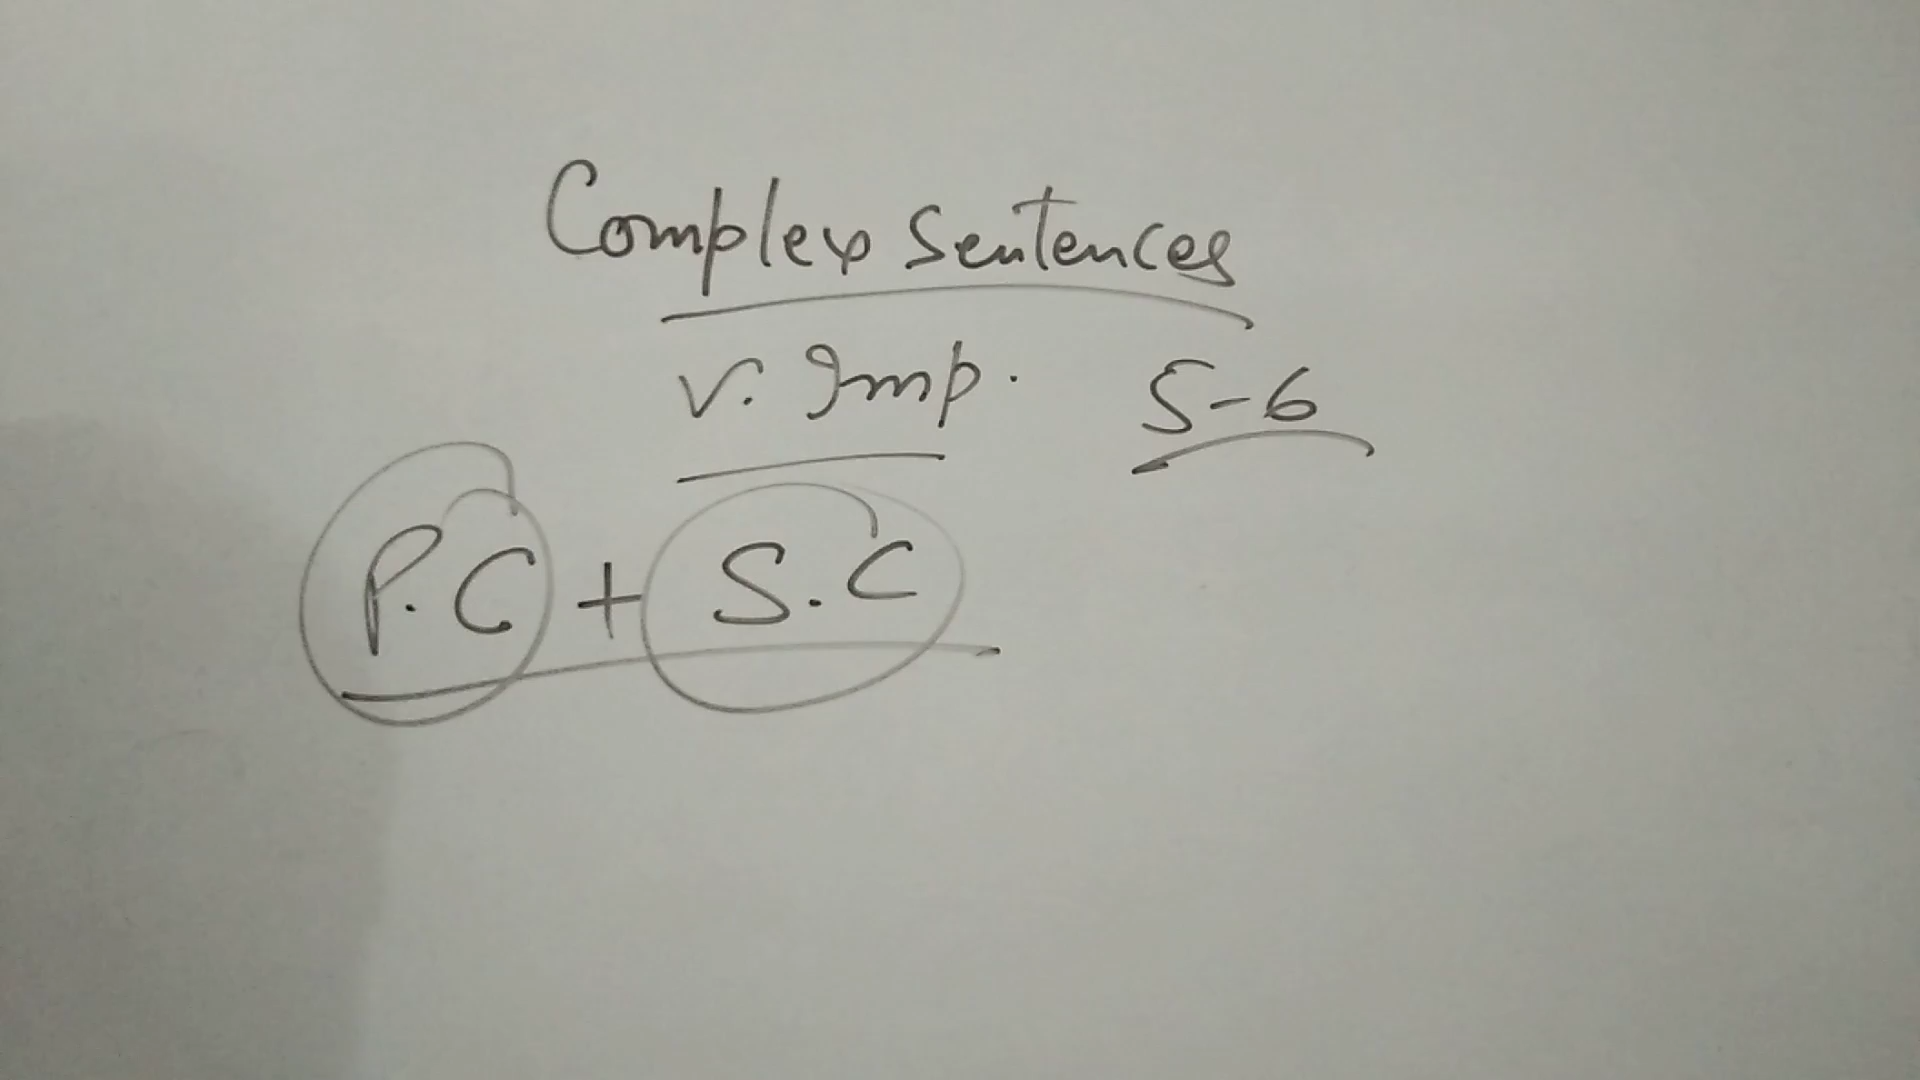 Complex Sentences
V. Imp. 5-6
P.C + S.C